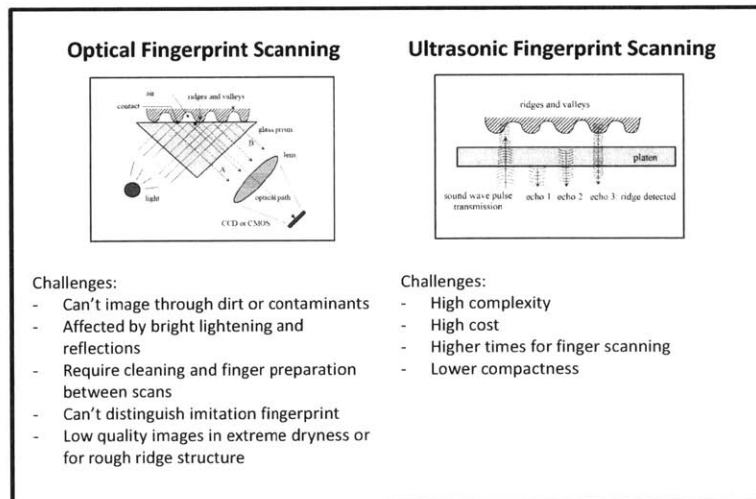 Optical Fingerprint Scanning
air
ridges and valleys
contact
glass prism
B
lens
A
optical path
light
CCD or CMOS
Challenges:
- Can't image through dirt or contaminants
- Affected by bright lightening and
reflections
- Require cleaning and finger preparation
between scans
- Can't distinguish imitation fingerprint
- Low quality images in extreme dryness or
for rough ridge structure
Ultrasonic Fingerprint Scanning
ridges and valleys
platen
sound wave pulse
transmission
echo 1
echo 2
echo 3: ridge detected
Challenges:
- High complexity
- High cost
- Higher times for finger scanning
- Lower compactness